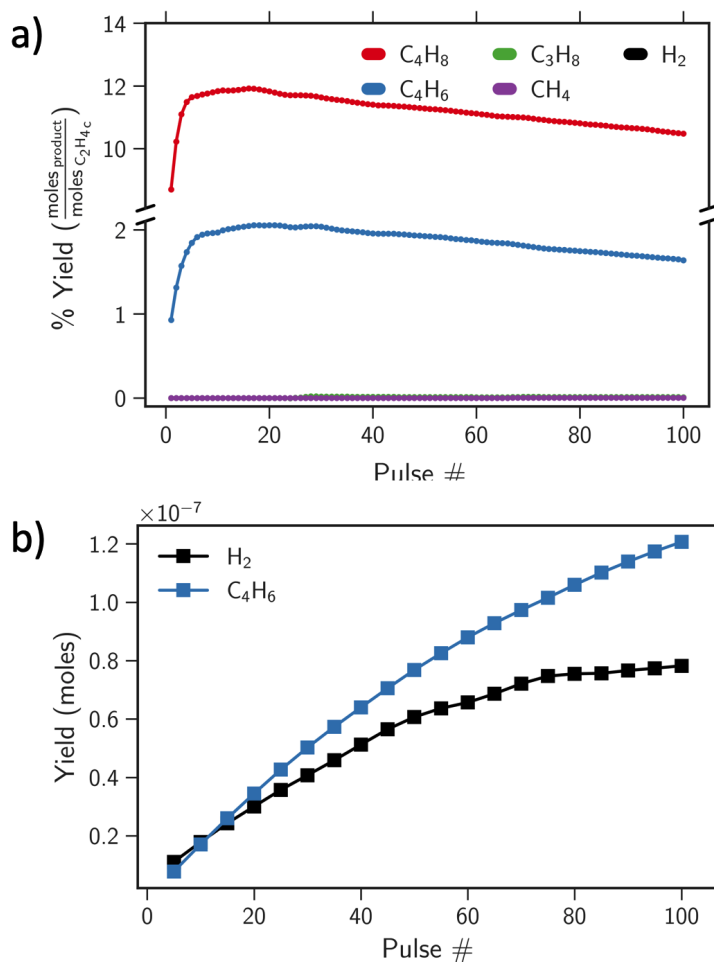 a)
14
12
10
2
1
0
% Yield (moles product / moles C₂H₄ c)
C₄H₈
C₃H₈
H₂
C₄H₆
CH₄
0 20 40 60 80 100
Pulse #
b)
×10⁻⁷
1.2
1.0
0.8
0.6
0.4
0.2
Yield (moles)
H₂
C₄H₆
0 20 40 60 80 100
Pulse #